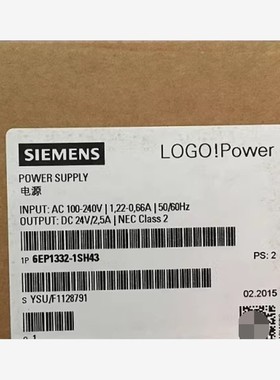 SIEMENS LOGO!Power
POWER SUPPLY
电源
INPUT: AC 100-240V | 1,22-0,66A | 50/60Hz
OUTPUT: DC 24V/2,5A | NEC Class 2
1P 6EP1332-1SH43 PS: 2
S YSU/F1128791 02.2015